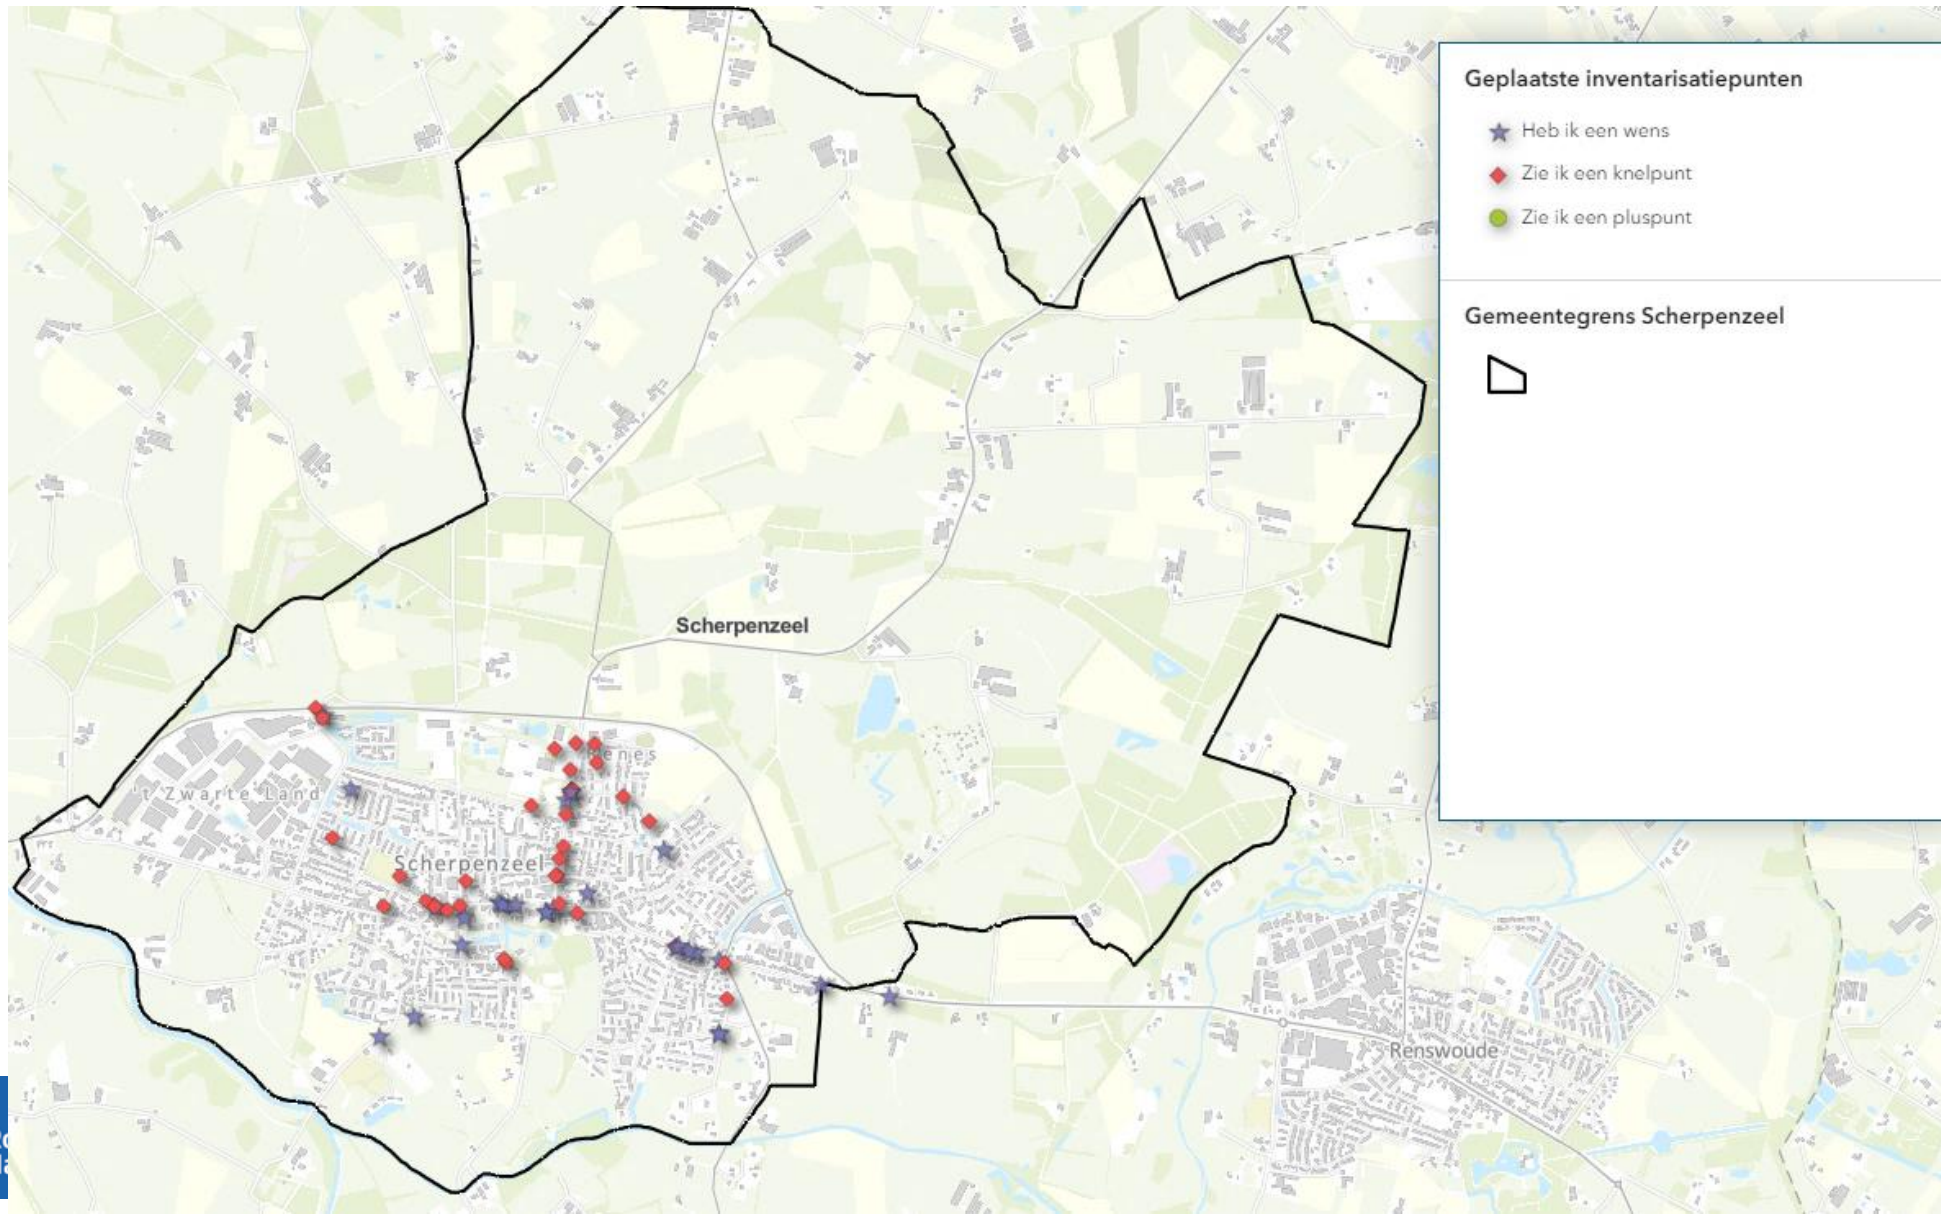 Geplaatste inventarisatiepunten
Heb ik een wens
Zie ik een knelpunt
Zie ik een pluspunt
Gemeentegrens Scherpenzeel
Scherpenzeel
't Zwarte Land
Scherpenzeel
Renswoude